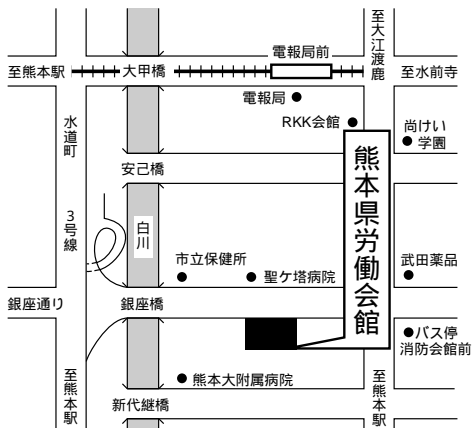 至大江渡鹿
電報局前
至熊本駅
大甲橋
至水前寺
電報局
RKK会館
尚けい
学園
水道町
安己橋
熊本県労働会館
3号線
白川
市立保健所
聖ケ塔病院
武田薬品
銀座通り
銀座橋
バス停
消防会館前
熊本大附属病院
至熊本駅
至熊本駅
新代継橋